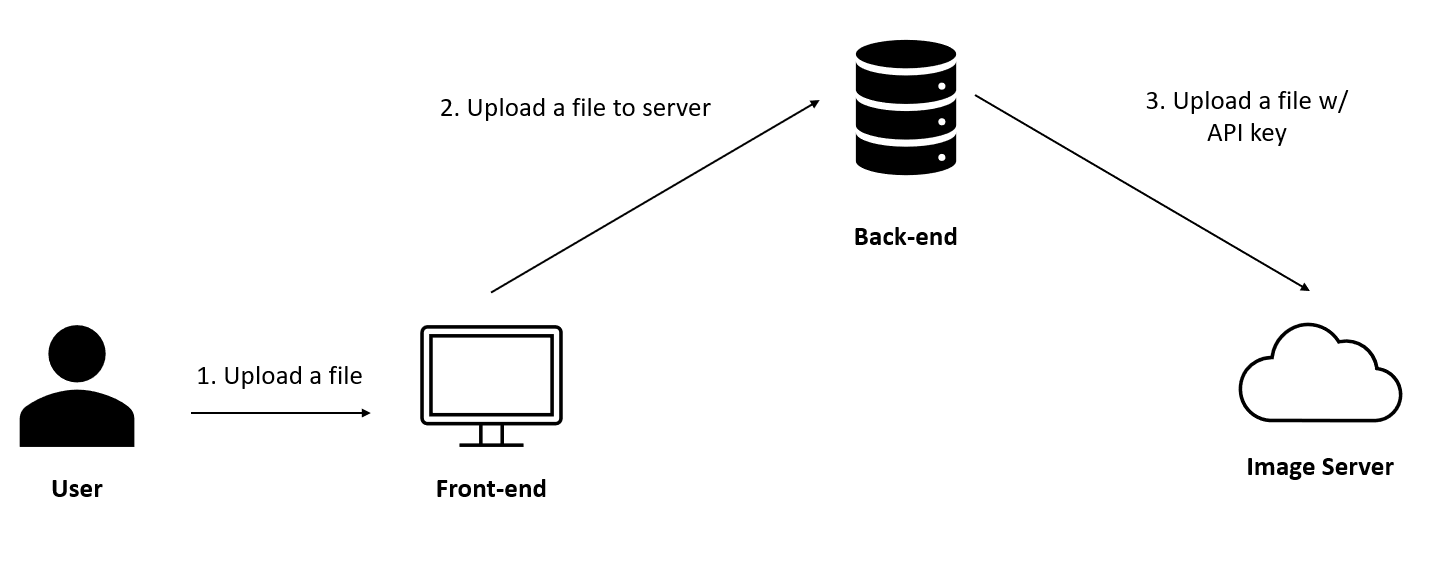 2. Upload a file to server
3. Upload a file w/
API key
Back-end
1. Upload a file
User
Front-end
Image Server